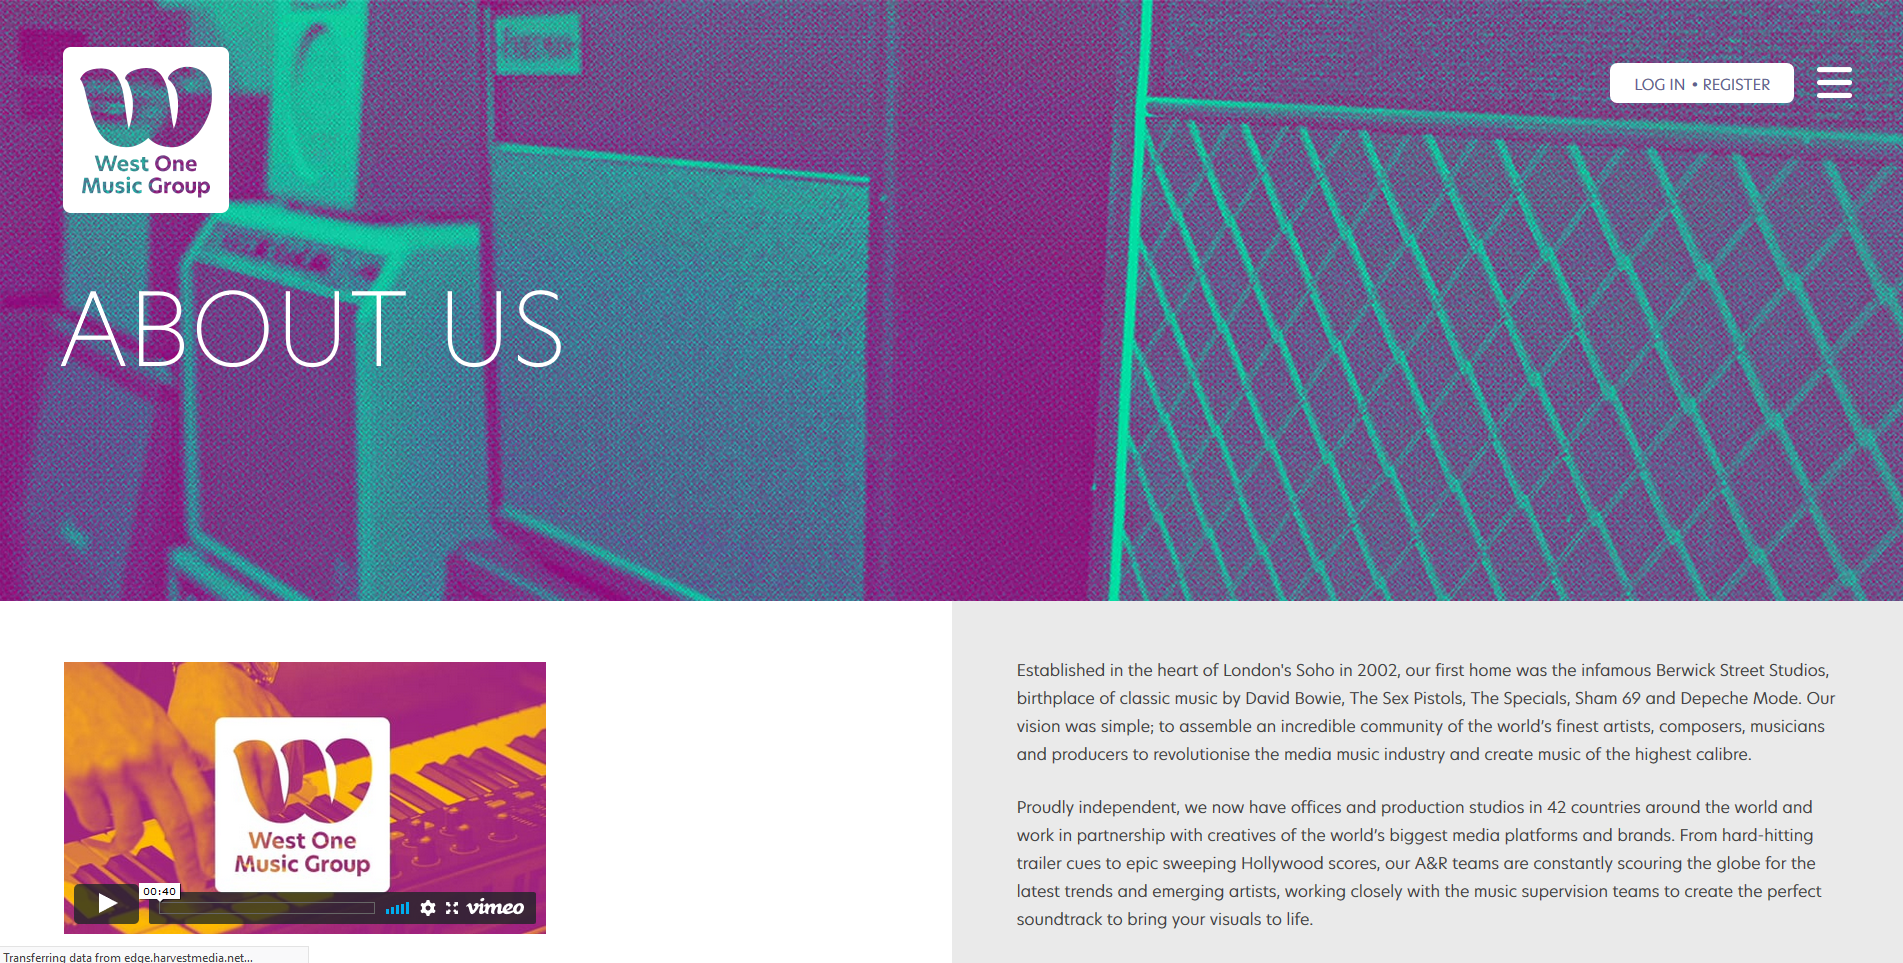 West One
Music Group
LOG IN • REGISTER
ABOUT US
West One
Music Group
00:40
vimeo
Established in the heart of London's Soho in 2002, our first home was the infamous Berwick Street Studios,
birthplace of classic music by David Bowie, The Sex Pistols, The Specials, Sham 69 and Depeche Mode. Our
vision was simple; to assemble an incredible community of the world’s finest artists, composers, musicians
and producers to revolutionise the media music industry and create music of the highest calibre.
Proudly independent, we now have offices and production studios in 42 countries around the world and
work in partnership with creatives of the world’s biggest media platforms and brands. From hard-hitting
trailer cues to epic sweeping Hollywood scores, our A&R teams are constantly scouring the globe for the
latest trends and emerging artists, working closely with the music supervision teams to create the perfect
soundtrack to bring your visuals to life.
Transferring data from edge.harvestmedia.net...